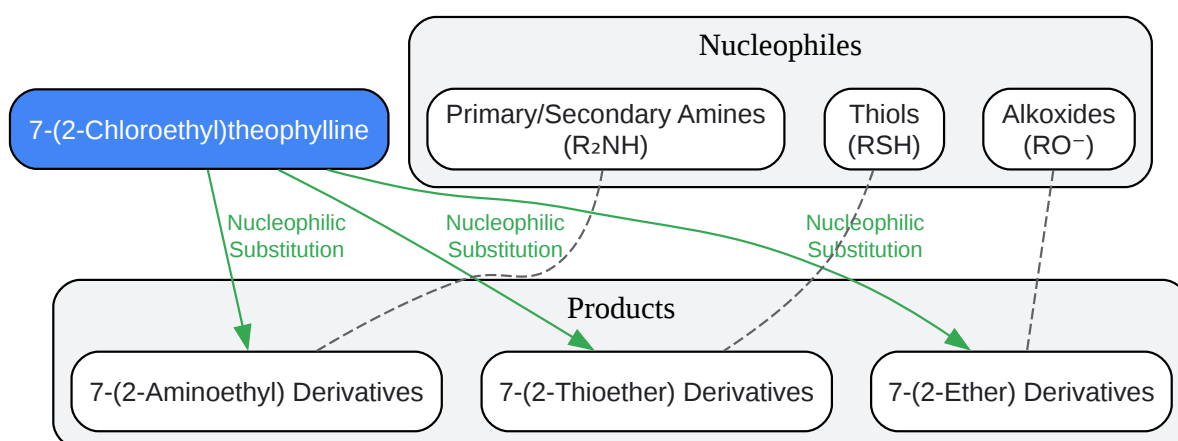 Nucleophiles
7-(2-Chloroethyl)theophylline
Primary/Secondary Amines
(R₂NH)
Thiols
(RSH)
Alkoxides
(RO⁻)
Nucleophilic
Substitution
Nucleophilic
Substitution
Nucleophilic
Substitution
Products
7-(2-Aminoethyl) Derivatives
7-(2-Thioether) Derivatives
7-(2-Ether) Derivatives